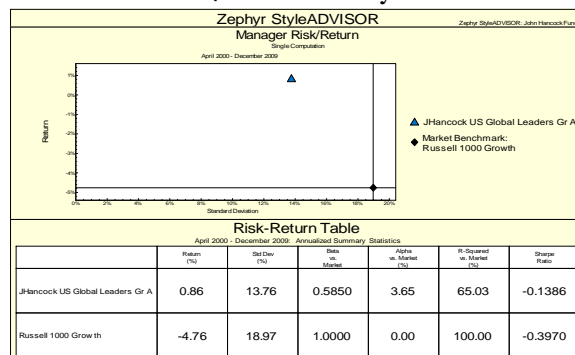 Zephyr StyleADVISOR
Zephyr StyleADVISOR: John Hancock Fun
Manager Risk/Return
Single Computation
April 2000 - December 2009
Return
1%
0%
-1%
-2%
-3%
-4%
-5%
0% 2% 4% 6% 8% 10% 12% 14% 16% 18% 20%
Standard Deviation
JHancock US Global Leaders Gr A
Market Benchmark:
Russell 1000 Growth
Risk-Return Table
April 2000 - December 2009: Annualized Summary Statistics
Return (%) Std Dev (%) Beta vs. Market Alpha vs. Market (%) R-Squared vs. Market (%) Sharpe Ratio
JHancock US Global Leaders Gr A 0.86 13.76 0.5850 3.65 65.03 -0.1386
Russell 1000 Growth -4.76 18.97 1.0000 0.00 100.00 -0.3970